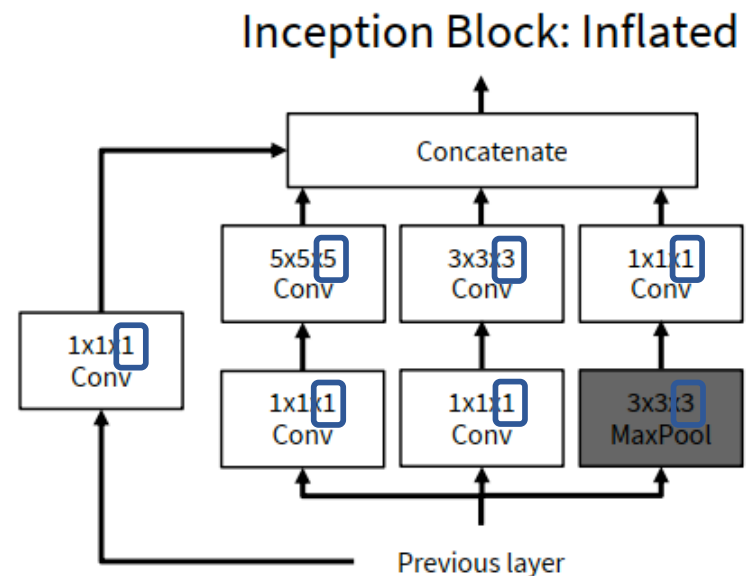 Inception Block: Inflated
Concatenate
5x5x5
Conv
3x3x3
Conv
1x1x1
Conv
1x1x1
Conv
1x1x1
Conv
1x1x1
Conv
3x3x3
MaxPool
Previous layer